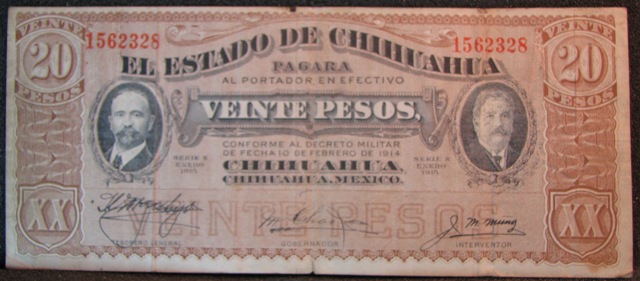 VEINTE
20
PESOS
1562328
EL ESTADO DE CHIHUAHUA
1562328
VEINTE
20
PESOS
PAGARA
AL PORTADOR EN EFECTIVO
VEINTE PESOS,
CONFORME AL DECRETO MILITAR
DE FECHA 10 DE FEBRERO DE 1914.
CHIHUAHUA,
CHIHUAHUA, MEXICO.
SERIE
ENERO
1915.
SERIE
ENERO
1915.
XX
VEINTE PESOS
XX
TESORERO GENERAL
GOBERNADOR
J. M. Mung
INTERVENTOR